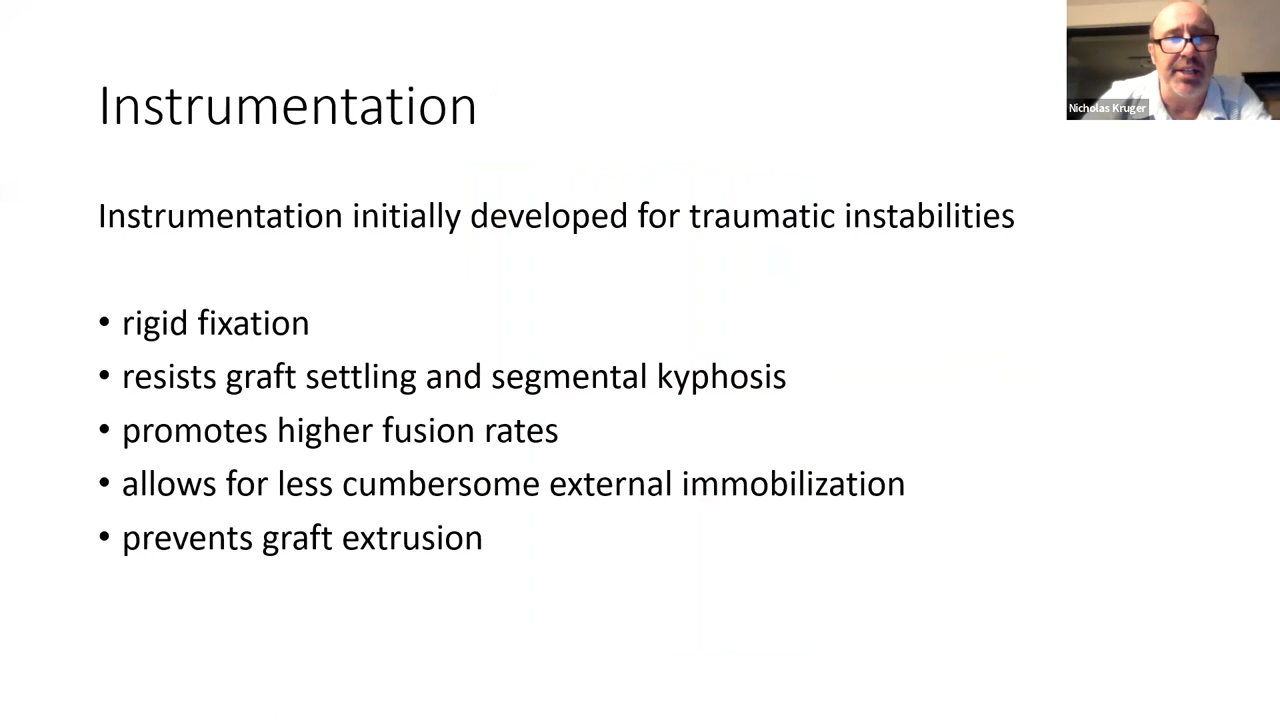 Instrumentation
Nicholas Kruger
Instrumentation initially developed for traumatic instabilities
• rigid fixation
• resists graft settling and segmental kyphosis
• promotes higher fusion rates
• allows for less cumbersome external immobilization
• prevents graft extrusion